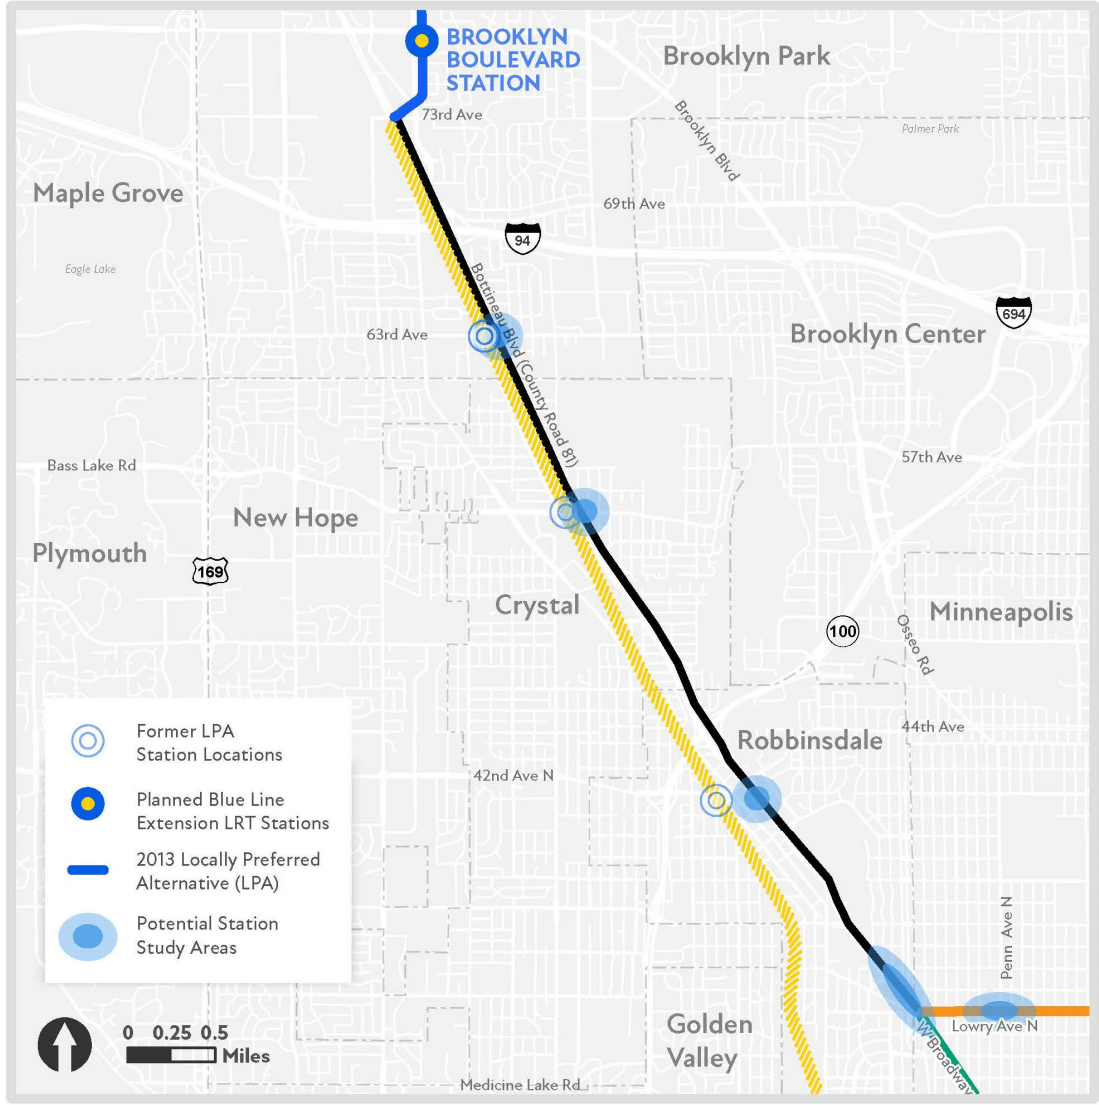 BROOKLYN
BOULEVARD
STATION
Brooklyn Park
73rd Ave
Brooklyn Blvd
Palmer Park
Maple Grove
69th Ave
94
Eagle Lake
Bottineau Blvd (County Road 81)
694
63rd Ave
Brooklyn Center
Bass Lake Rd
57th Ave
New Hope
Plymouth
169
Crystal
Minneapolis
100
Osseo Rd
44th Ave
Robbinsdale
42nd Ave N
Former LPA
Station Locations
Planned Blue Line
Extension LRT Stations
2013 Locally Preferred
Alternative (LPA)
Potential Station
Study Areas
Penn Ave N
Golden
Valley
Lowry Ave N
W Broadway
0 0.25 0.5
Miles
Medicine Lake Rd